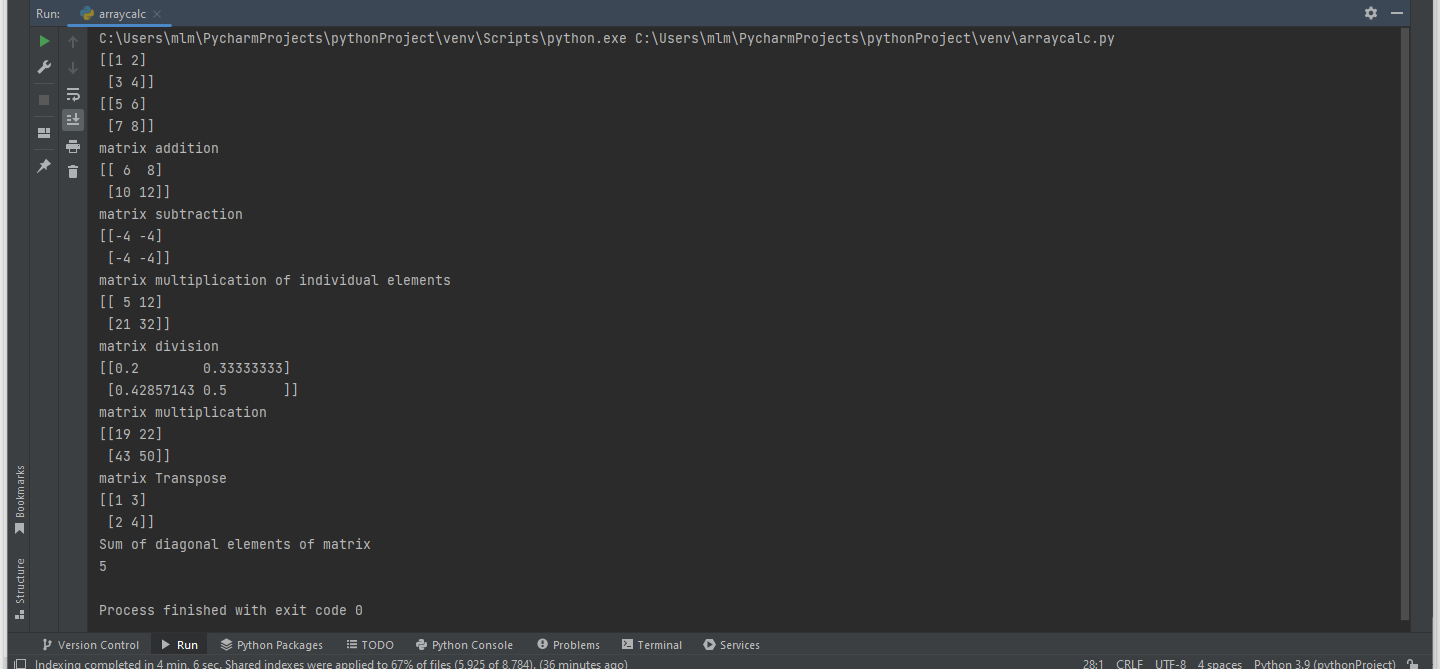 Run: arraycalc
C:\Users\mlm\PycharmProjects\pythonProject\venv\Scripts\python.exe C:\Users\mlm\PycharmProjects\pythonProject\venv\arraycalc.py
[[1 2]
 [3 4]]
[[5 6]
 [7 8]]
matrix addition
[[ 6  8]
 [10 12]]
matrix subtraction
[[-4 -4]
 [-4 -4]]
matrix multiplication of individual elements
[[ 5 12]
 [21 32]]
matrix division
[[0.2        0.33333333]
 [0.42857143 0.5       ]]
matrix multiplication
[[19 22]
 [43 50]]
matrix Transpose
[[1 3]
 [2 4]]
Sum of diagonal elements of matrix
5
Process finished with exit code 0
Bookmarks
Structure
Version Control Run Python Packages TODO Python Console Problems Terminal Services
Indexing completed in 4 min, 6 sec. Shared indexes were applied to 67% of files (5,925 of 8,784). (36 minutes ago) 28:1 CRLF UTF-8 4 spaces Python 3.9 (pythonProject)